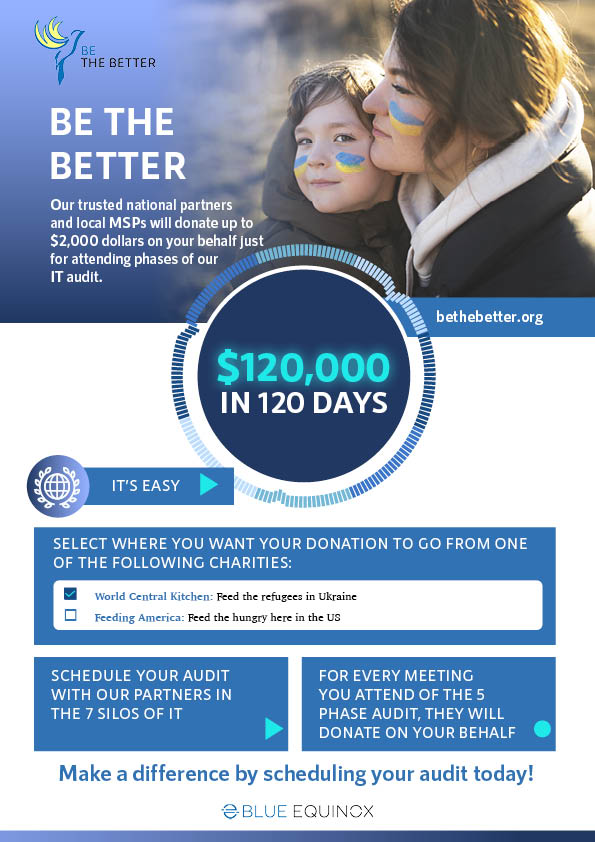 BE
THE BETTER
BE THE
BETTER
Our trusted national partners
and local MSPs will donate up to
$2,000 dollars on your behalf just
for attending phases of our
IT audit.
bethebetter.org
$120,000
IN 120 DAYS
IT'S EASY
SELECT WHERE YOU WANT YOUR DONATION TO GO FROM ONE
OF THE FOLLOWING CHARITIES:
World Central Kitchen: Feed the refugees in Ukraine
Feeding America: Feed the hungry here in the US
SCHEDULE YOUR AUDIT
WITH OUR PARTNERS IN
THE 7 SILOS OF IT
FOR EVERY MEETING
YOU ATTEND OF THE 5
PHASE AUDIT, THEY WILL
DONATE ON YOUR BEHALF
Make a difference by scheduling your audit today!
BLUE EQUINOX